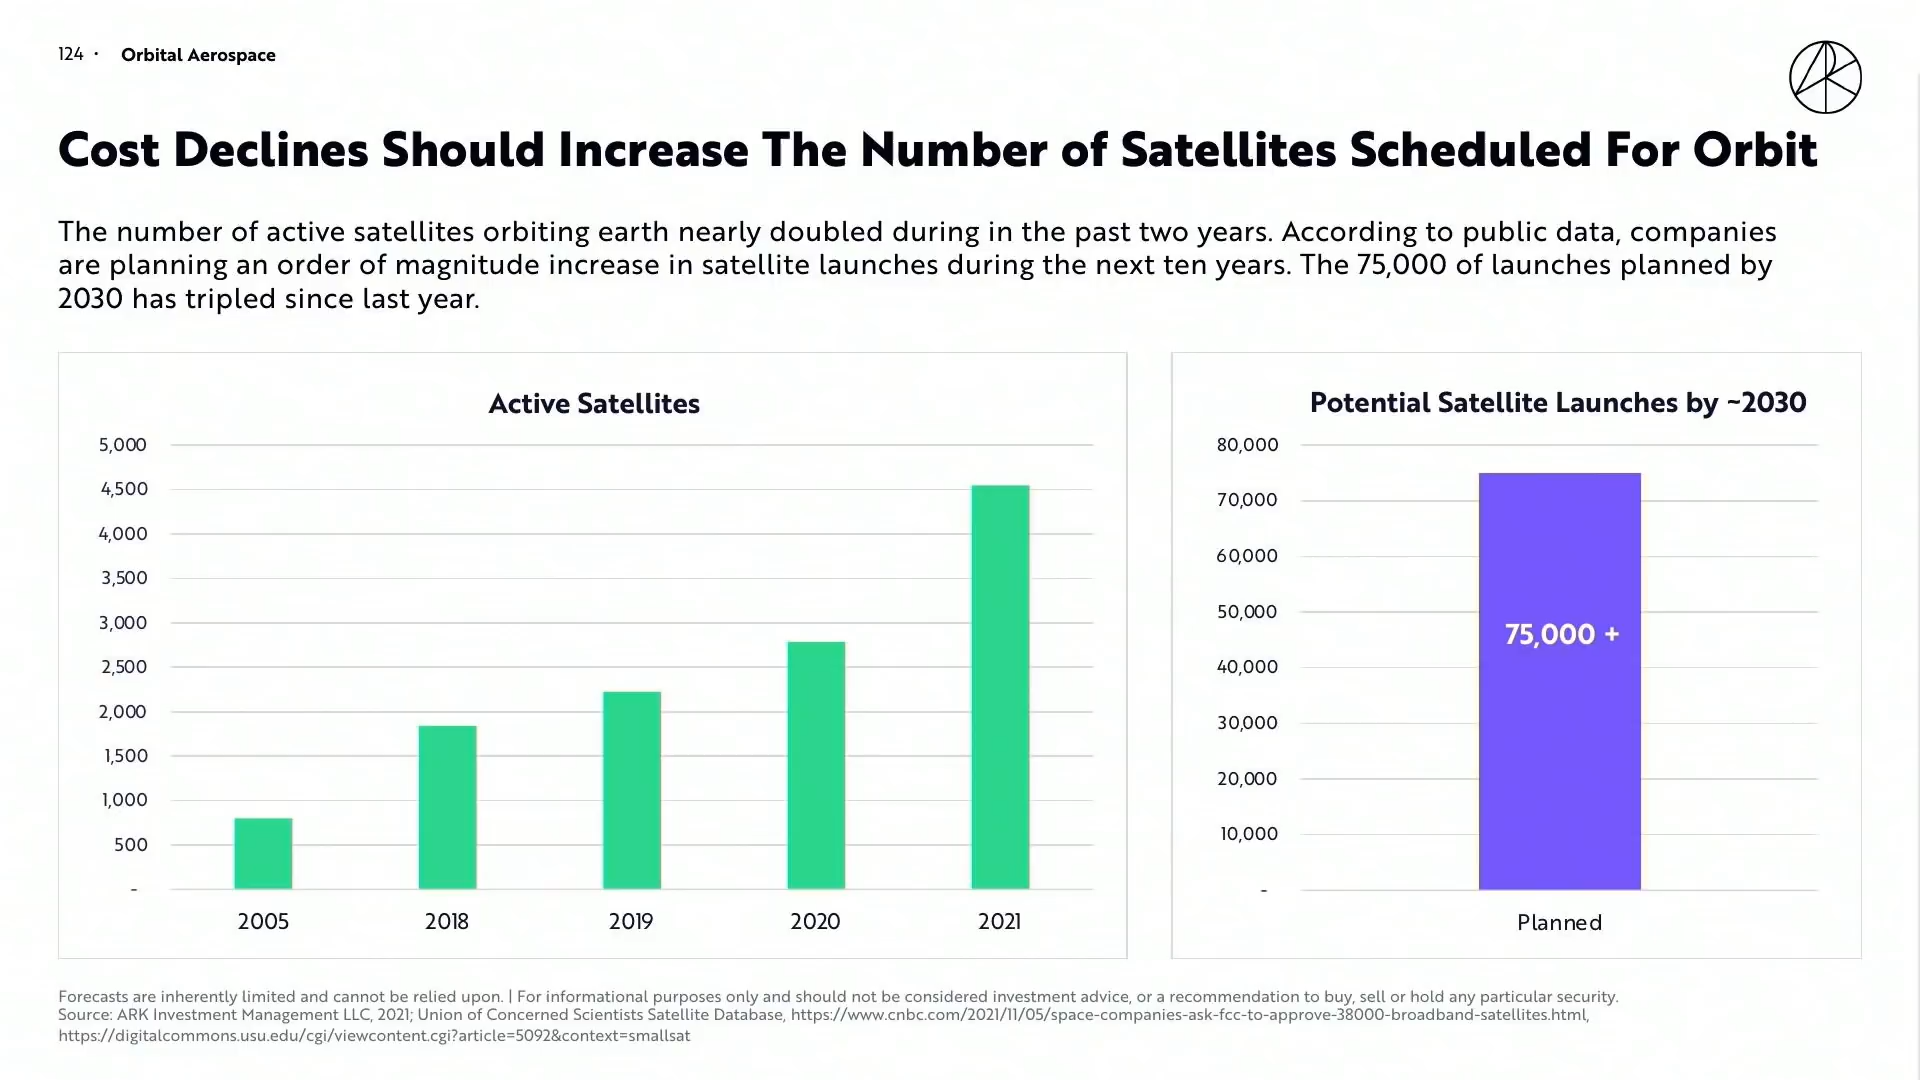 124 · Orbital Aerospace
Cost Declines Should Increase The Number of Satellites Scheduled For Orbit
The number of active satellites orbiting earth nearly doubled during in the past two years. According to public data, companies
are planning an order of magnitude increase in satellite launches during the next ten years. The 75,000 of launches planned by
2030 has tripled since last year.
Active Satellites
5,000
4,500
4,000
3,500
3,000
2,500
2,000
1,500
1,000
500
-
2005 2018 2019 2020 2021
Potential Satellite Launches by ~2030
80,000
70,000
60,000
50,000
40,000
30,000
20,000
10,000
-
75,000 +
Planned
Forecasts are inherently limited and cannot be relied upon. | For informational purposes only and should not be considered investment advice, or a recommendation to buy, sell or hold any particular security.
Source: ARK Investment Management LLC, 2021; Union of Concerned Scientists Satellite Database, https://www.cnbc.com/2021/11/05/space-companies-ask-fcc-to-approve-38000-broadband-satellites.html,
https://digitalcommons.usu.edu/cgi/viewcontent.cgi?article=5092&context=smallsat